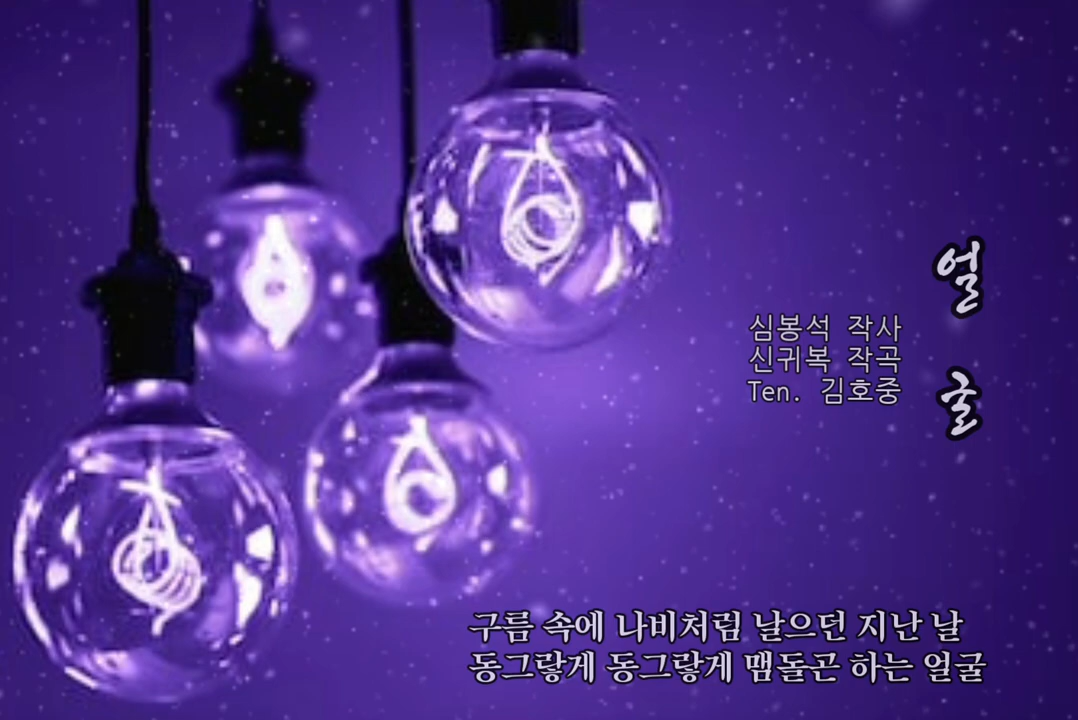 얼굴
심봉석 작사
신귀복 작곡
Ten. 김호중
구름 속에 나비처럼 날으던 지난 날
동그랗게 동그랗게 맴돌곤 하는 얼굴